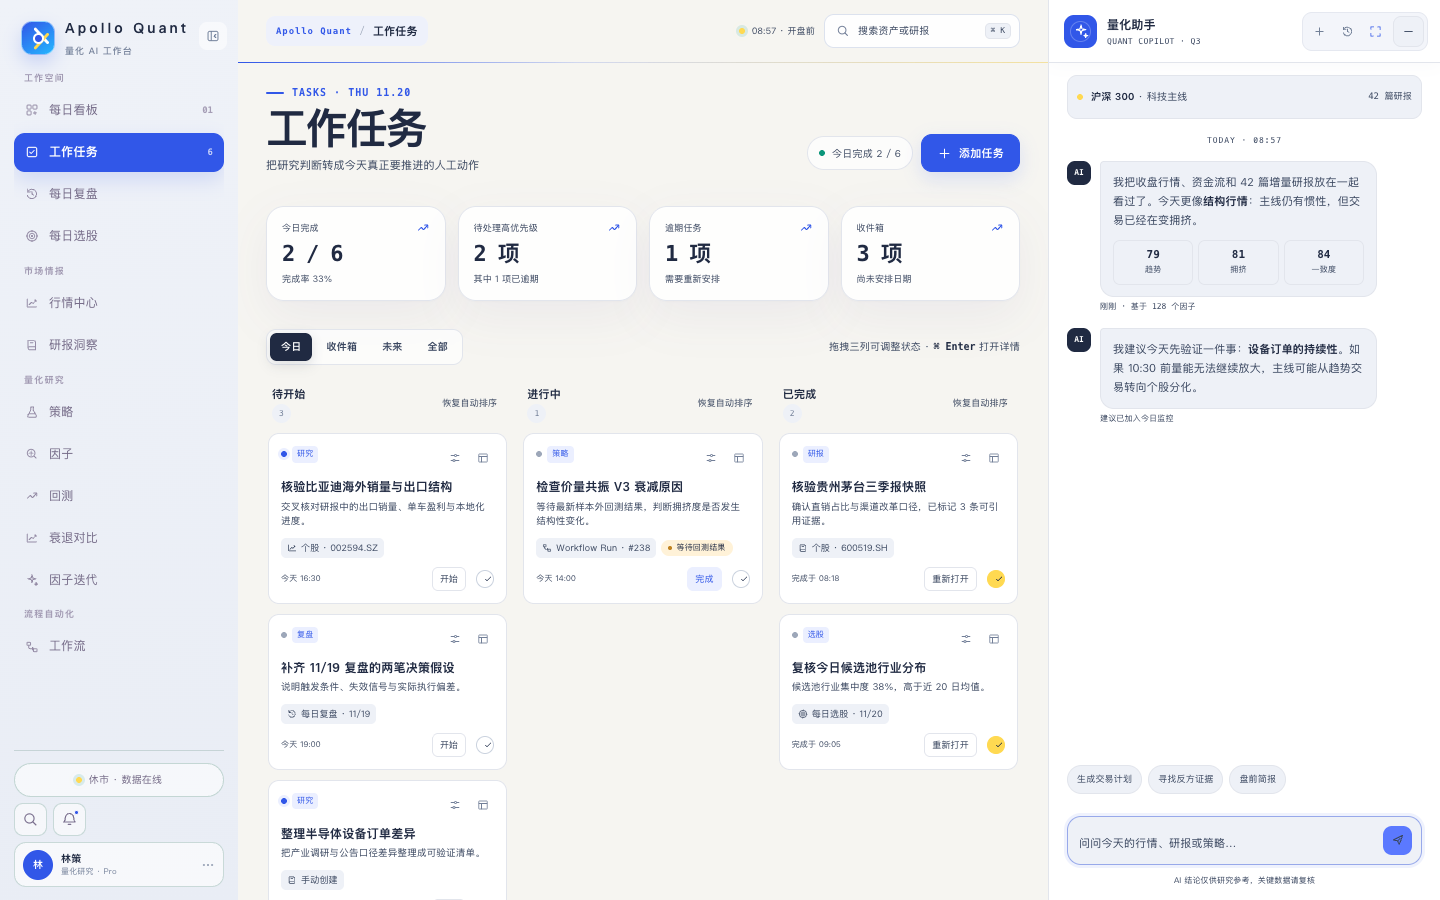 Apollo Quant
量化 AI 工作台
工作空间
每日看板 01
工作任务 6
每日复盘
每日选股
市场情报
行情中心
研报洞察
量化研究
策略
因子
回测
衰退对比
因子迭代
流程自动化
工作流
休市 · 数据在线
林 林策
量化研究 · Pro
Apollo Quant / 工作任务
08:57 · 开盘前
搜索资产或研报 ⌘ K
TASKS · THU 11.20
工作任务
把研究判断转成今天真正要推进的人工动作
今日完成 2 / 6
添加任务
今日完成
2 / 6
完成率 33%
待处理高优先级
2 项
其中 1 项已逾期
逾期任务
1 项
需要重新安排
收件箱
3 项
尚未安排日期
今日 收件箱 未来 全部
拖拽三列可调整状态 · ⌘ Enter 打开详情
待开始
3
恢复自动排序
研究
核验比亚迪海外销量与出口结构
交叉核对研报中的出口销量、单车盈利与本地化
进度。
个股 · 002594.SZ
今天 16:30 开始
复盘
补齐 11/19 复盘的两笔决策假设
说明触发条件、失效信号与实际执行偏差。
每日复盘 · 11/19
今天 19:00 开始
研究
整理半导体设备订单差异
把产业调研与公告口径差异整理成可验证清单。
手动创建
进行中
1
恢复自动排序
策略
检查价量共振 V3 衰减原因
等待最新样本外回测结果，判断拥挤度是否发生
结构性变化。
Workflow Run · #238 等待回测结果
今天 14:00 完成
已完成
2
恢复自动排序
研报
核验贵州茅台三季报快照
确认直销占比与渠道改革口径，已标记 3 条可引
用证据。
个股 · 600519.SH
完成于 08:18 重新打开
选股
复核今日候选池行业分布
候选池行业集中度 38%，高于近 20 日均值。
每日选股 · 11/20
完成于 09:05 重新打开
量化助手
QUANT COPILOT · Q3
沪深 300 · 科技主线 42 篇研报
TODAY · 08:57
AI
我把收盘行情、资金流和 42 篇增量研报放在一起
看过了。今天更像结构行情：主线仍有惯性，但交
易已经在变拥挤。
79 81 84
趋势 拥挤 一致度
刚刚 · 基于 128 个因子
AI
我建议今天先验证一件事：设备订单的持续性。如
果 10:30 前量能无法继续放大，主线可能从趋势交
易转向个股分化。
建议已加入今日监控
生成交易计划 寻找反方证据 盘前简报
问问今天的行情、研报或策略...
AI 结论仅供研究参考，关键数据请复核